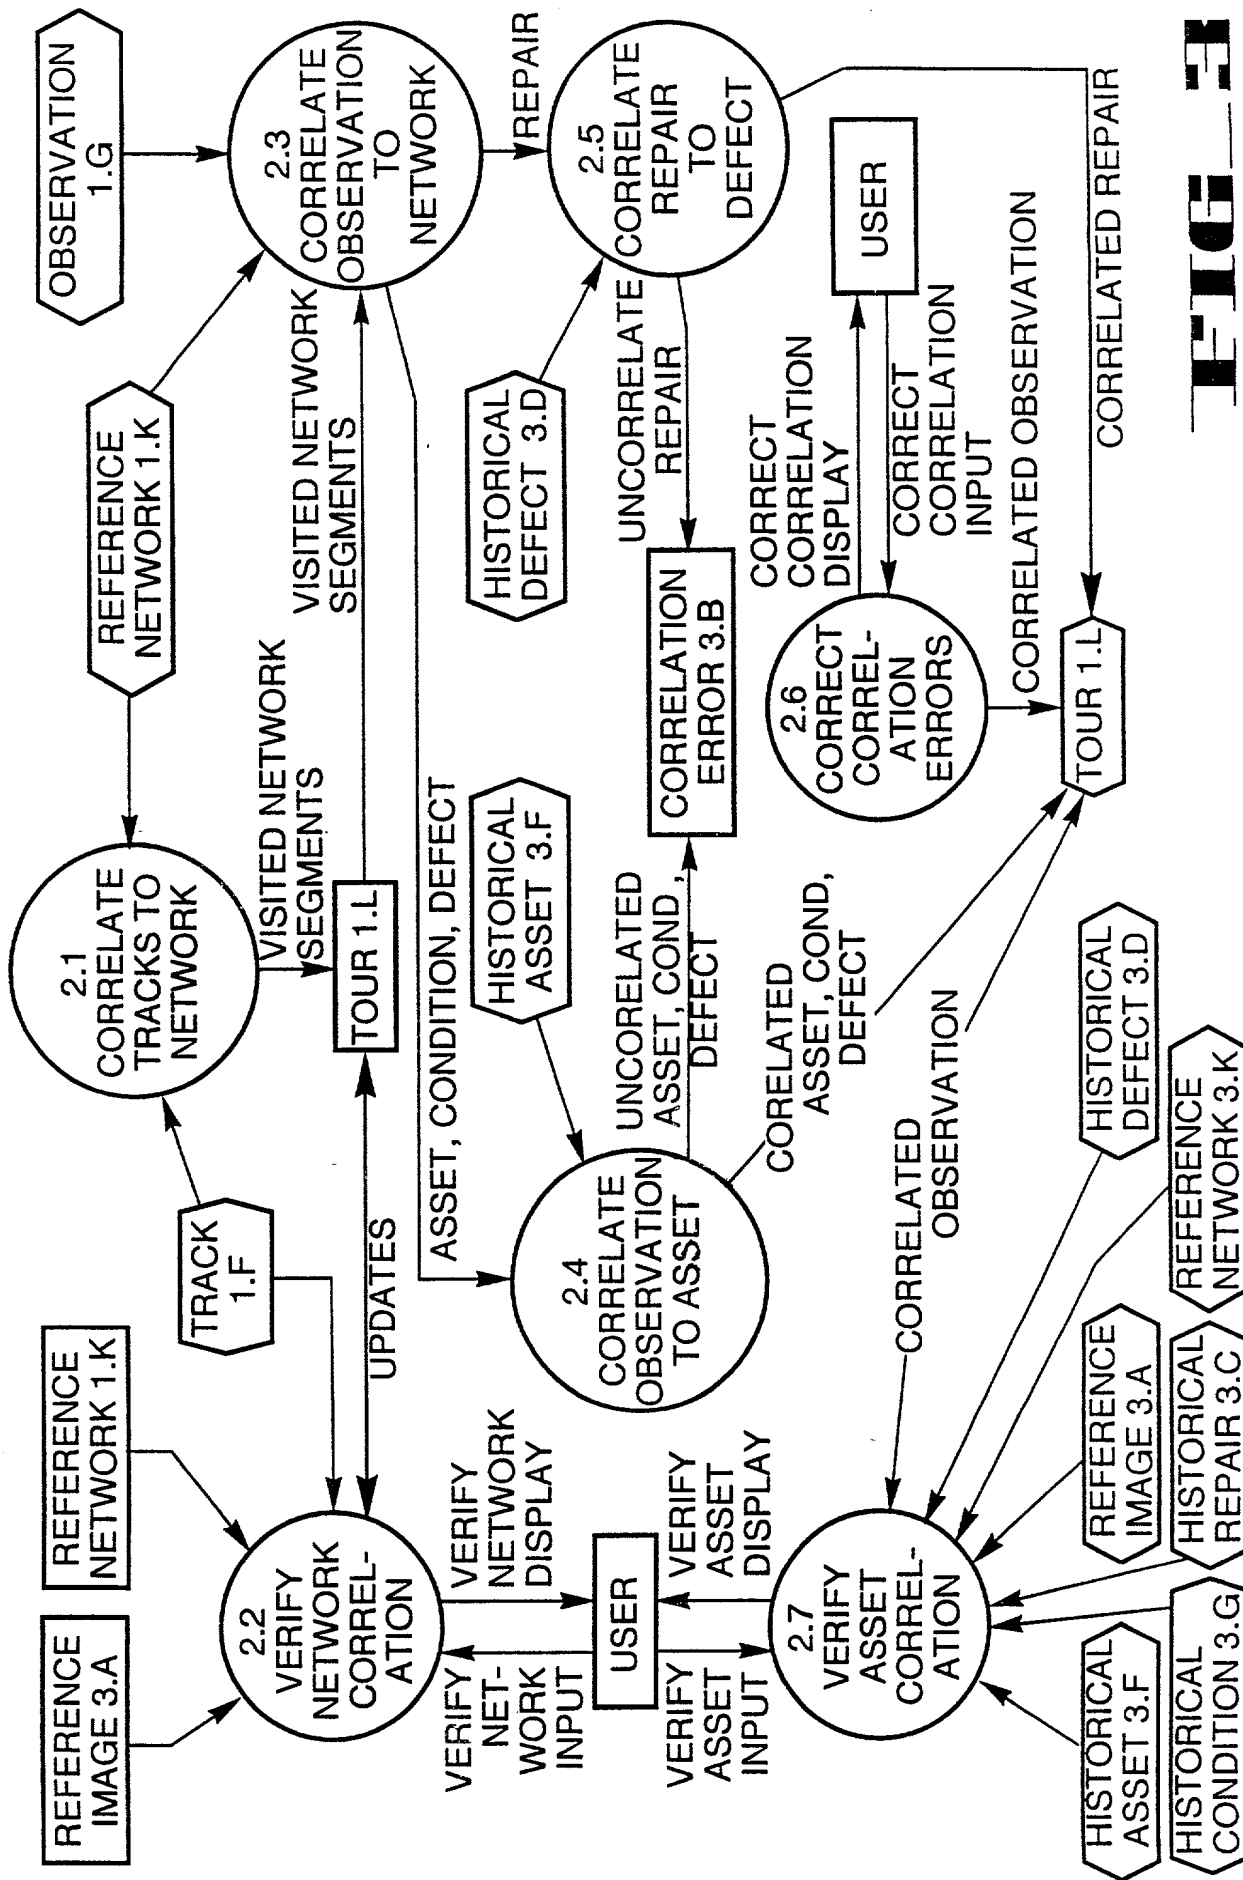 REFERENCE
IMAGE 3.A
REFERENCE
NETWORK 1.K
TRACK
1.F
2.1
CORRELATE
TRACKS TO
NETWORK
REFERENCE
NETWORK 1.K
OBSERVATION
1.G
2.2
VERIFY
NETWORK
CORREL-
ATION
UPDATES
VISITED NETWORK
SEGMENTS
TOUR 1.L
VISITED NETWORK
SEGMENTS
2.3
CORRELATE
OBSERVATION
TO
NETWORK
VERIFY
NET-
WORK
INPUT
VERIFY
NETWORK
DISPLAY
ASSET, CONDITION, DEFECT
REPAIR
USER
2.4
CORRELATE
OBSERVATION
TO ASSET
HISTORICAL
ASSET 3.F
HISTORICAL
DEFECT 3.D
2.5
CORRELATE
REPAIR
TO
DEFECT
VERIFY
ASSET
INPUT
VERIFY
ASSET
DISPLAY
UNCORRELATED
ASSET, COND,
DEFECT
CORRELATION
ERROR 3.B
UNCORRELATE
REPAIR
2.7
VERIFY
ASSET
CORREL-
ATION
CORELATED
ASSET, COND,
DEFECT
2.6
CORRECT
CORREL-
ATION
ERRORS
CORRECT
CORRELATION
DISPLAY
USER
CORRECT
CORRELATION
INPUT
CORRELATED
OBSERVATION
CORRELATED OBSERVATION
TOUR 1.L
CORRELATED REPAIR
HISTORICAL
ASSET 3.F
REFERENCE
IMAGE 3.A
HISTORICAL
DEFECT 3.D
HISTORICAL
CONDITION 3.G
HISTORICAL
REPAIR 3.C
REFERENCE
NETWORK 3.K
FIG 3